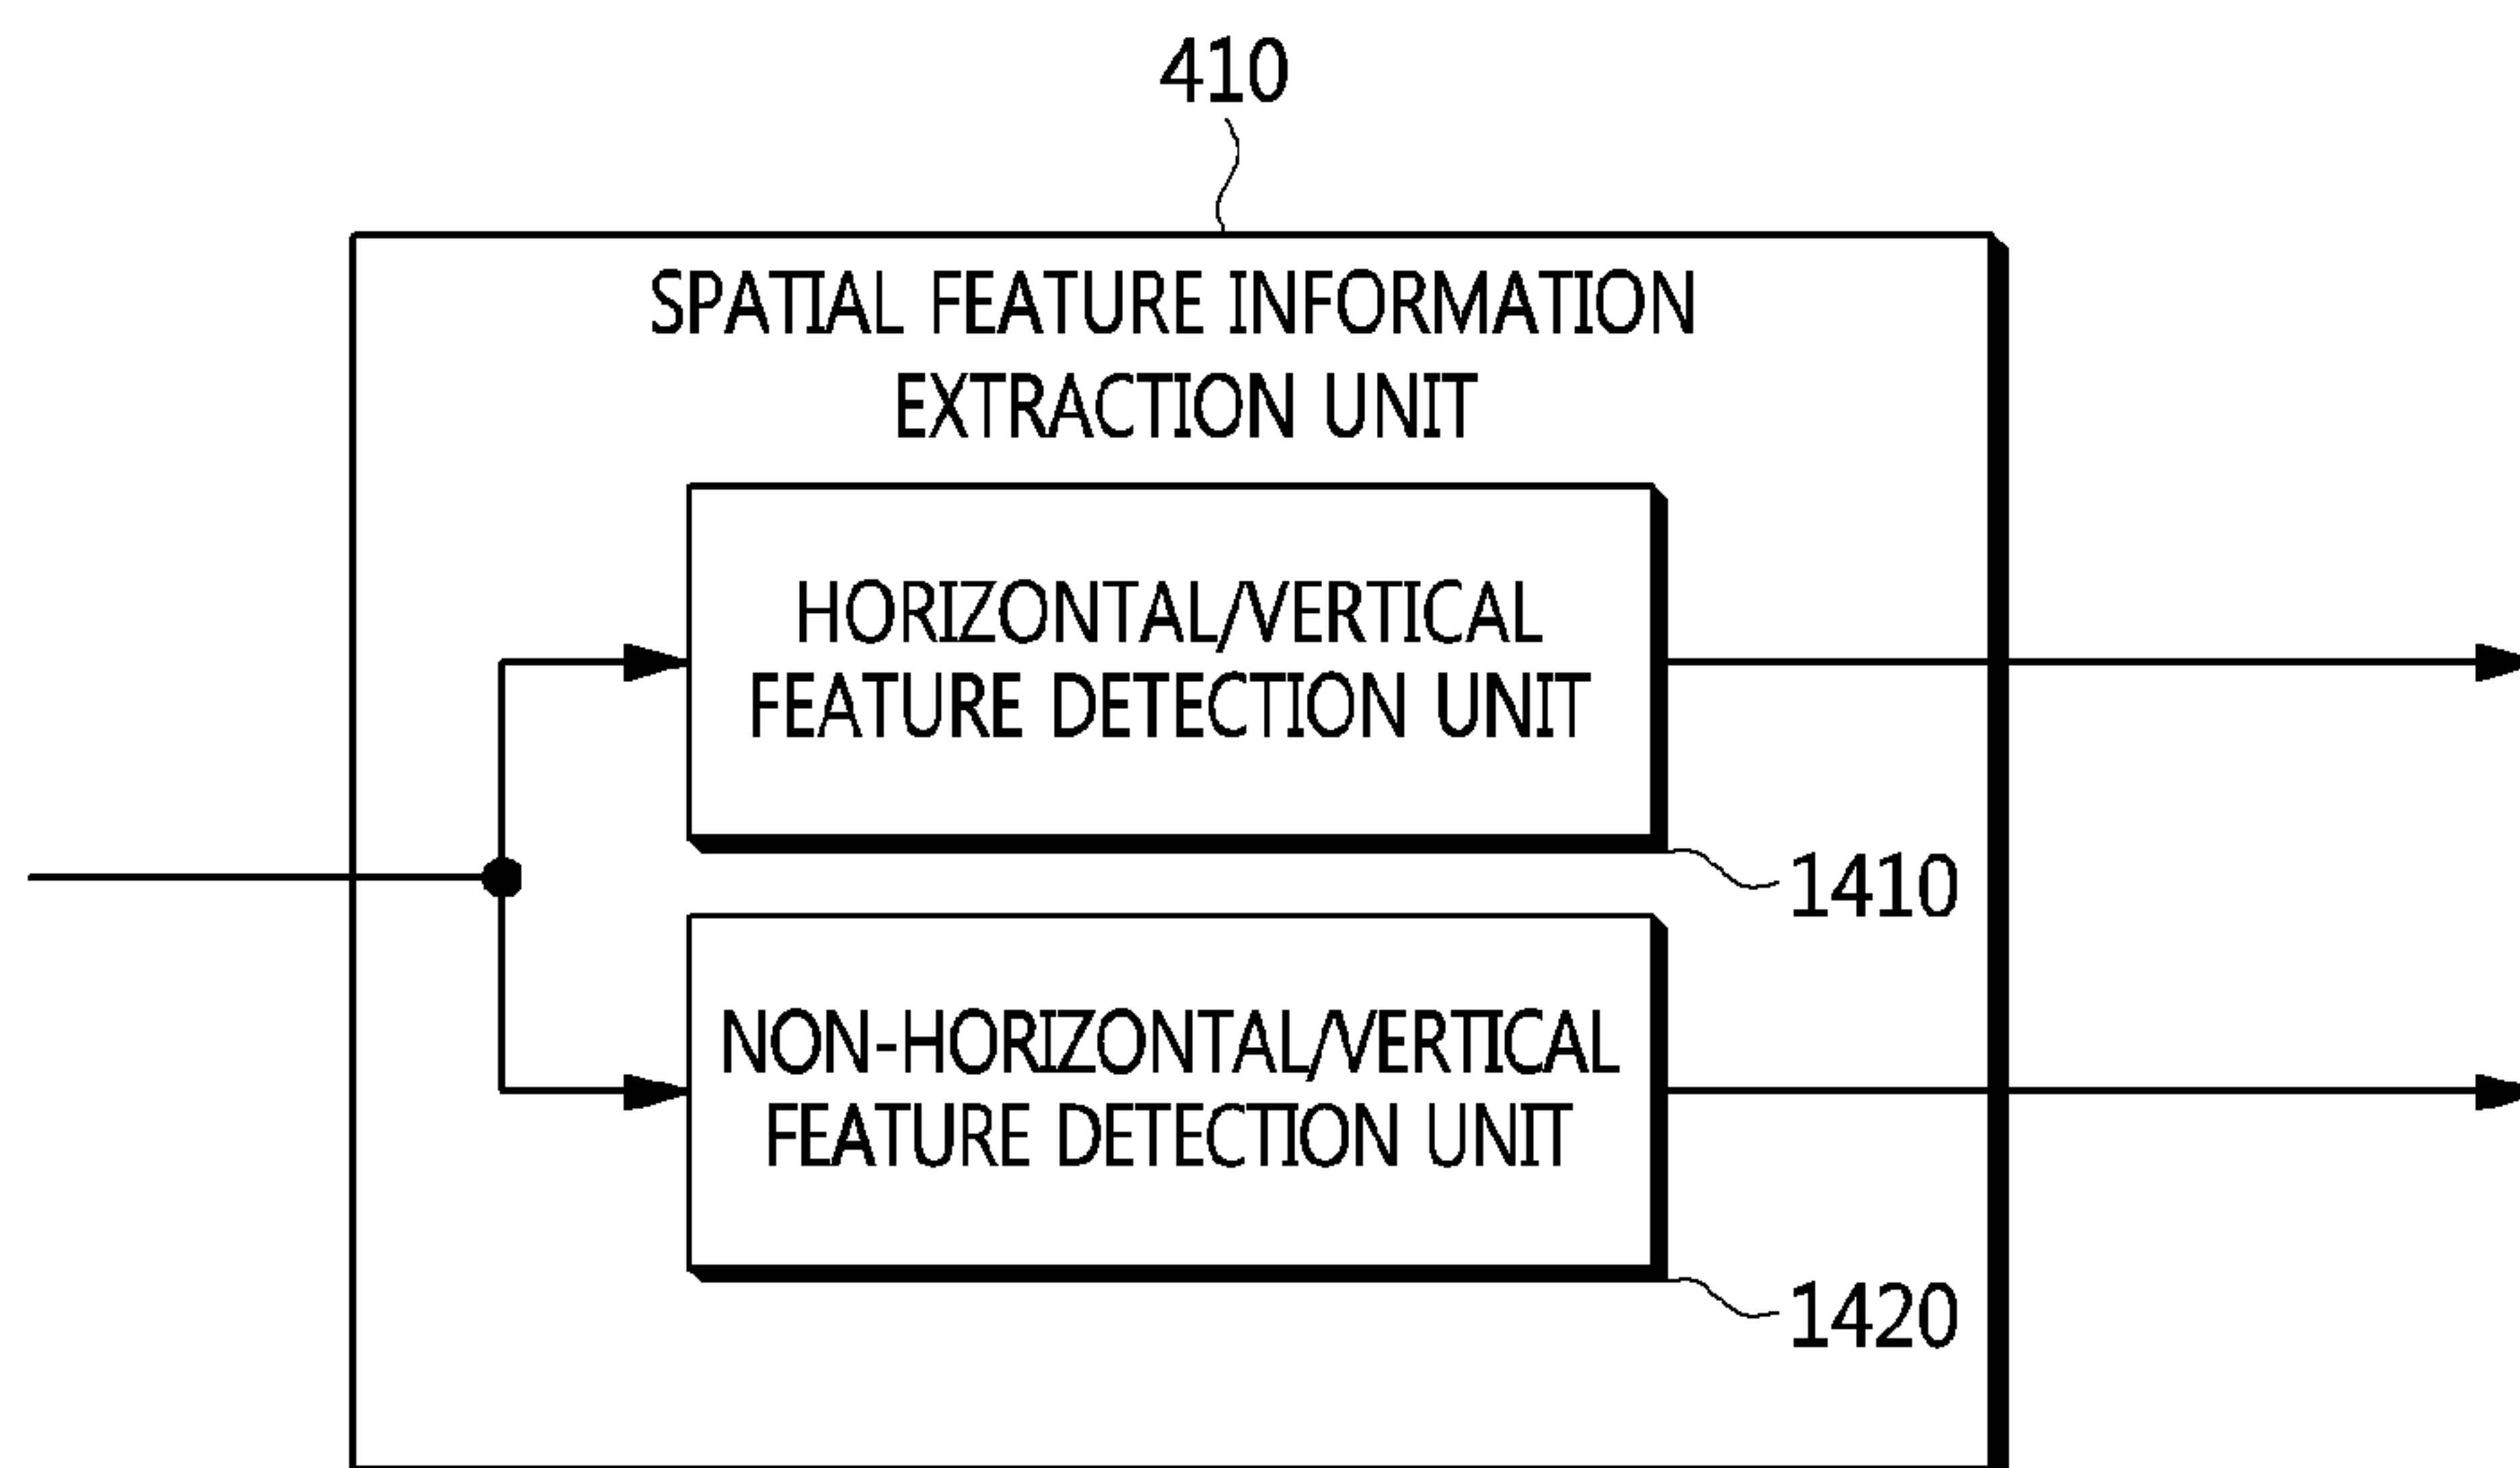 410
SPATIAL FEATURE INFORMATION
EXTRACTION UNIT
HORIZONTAL/VERTICAL
FEATURE DETECTION UNIT
1410
NON-HORIZONTAL/VERTICAL
FEATURE DETECTION UNIT
1420